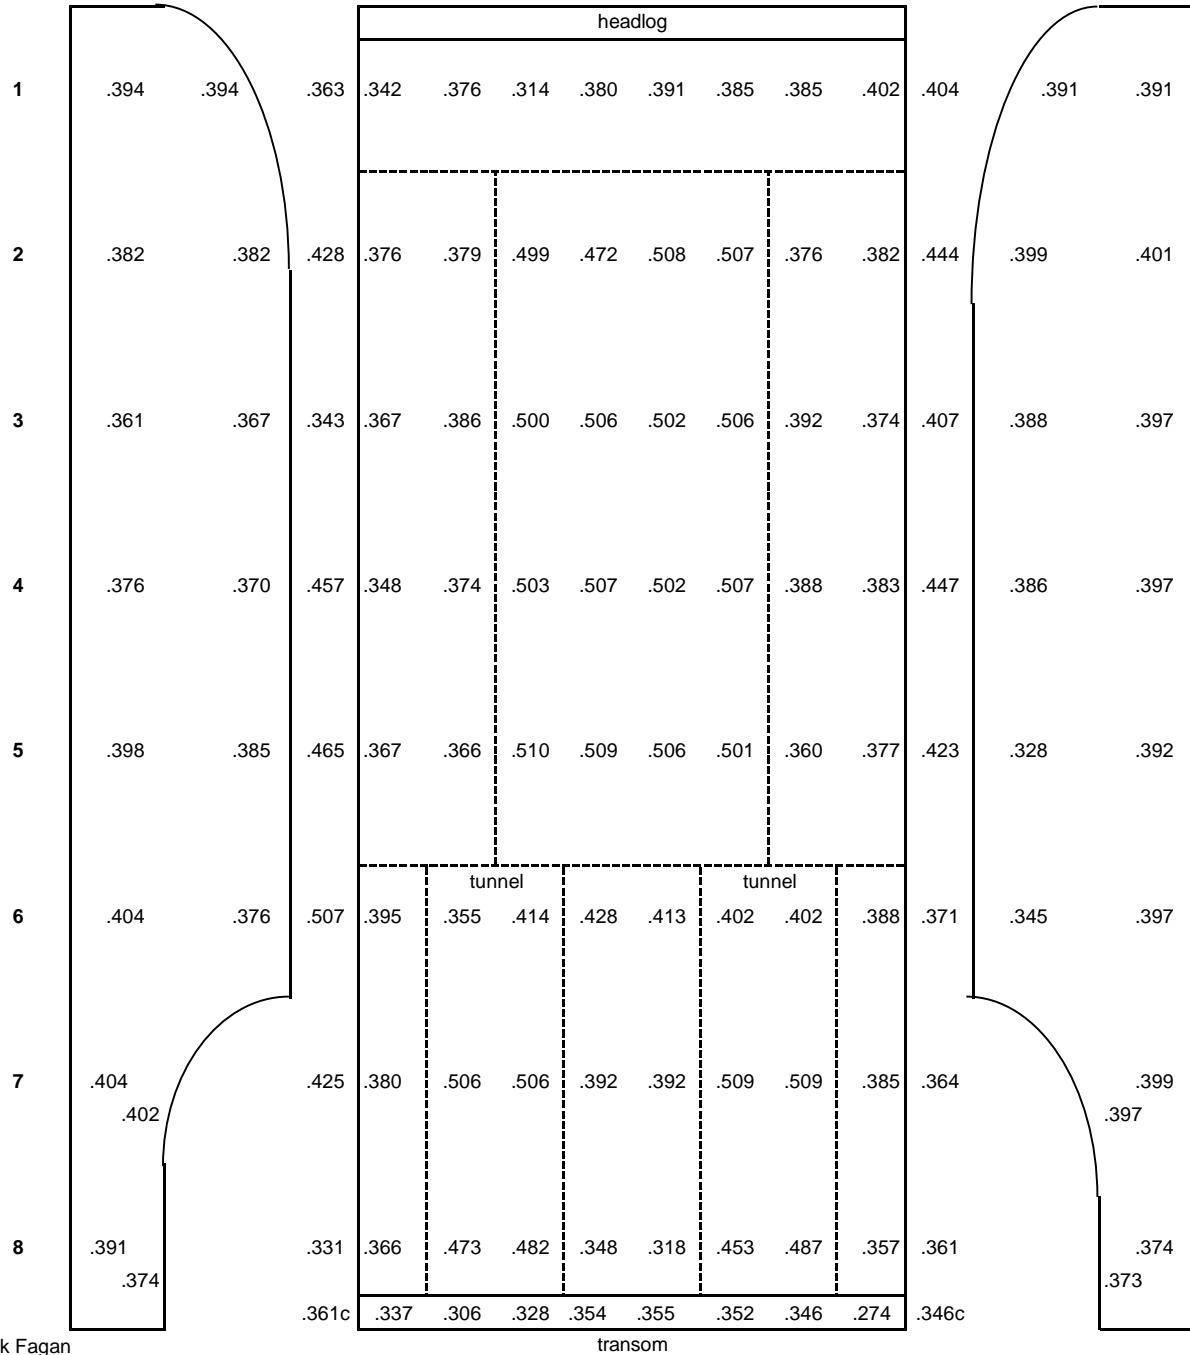 headlog
1 .394 .394 .363 .342 .376 .314 .380 .391 .385 .385 .402 .404 .391 .391
2 .382 .382 .428 .376 .379 .499 .472 .508 .507 .376 .382 .444 .399 .401
3 .361 .367 .343 .367 .386 .500 .506 .502 .506 .392 .374 .407 .388 .397
4 .376 .370 .457 .348 .374 .503 .507 .502 .507 .388 .383 .447 .386 .397
5 .398 .385 .465 .367 .366 .510 .509 .506 .501 .360 .377 .423 .328 .392
tunnel tunnel
6 .404 .376 .507 .395 .355 .414 .428 .413 .402 .402 .388 .371 .345 .397
7 .404 .425 .380 .506 .506 .392 .392 .509 .509 .385 .364 .399
.402 .397
8 .391 .331 .366 .473 .482 .348 .318 .453 .487 .357 .361 .374
.374 .373
.361c .337 .306 .328 .354 .355 .352 .346 .274 .346c
k Fagan transom